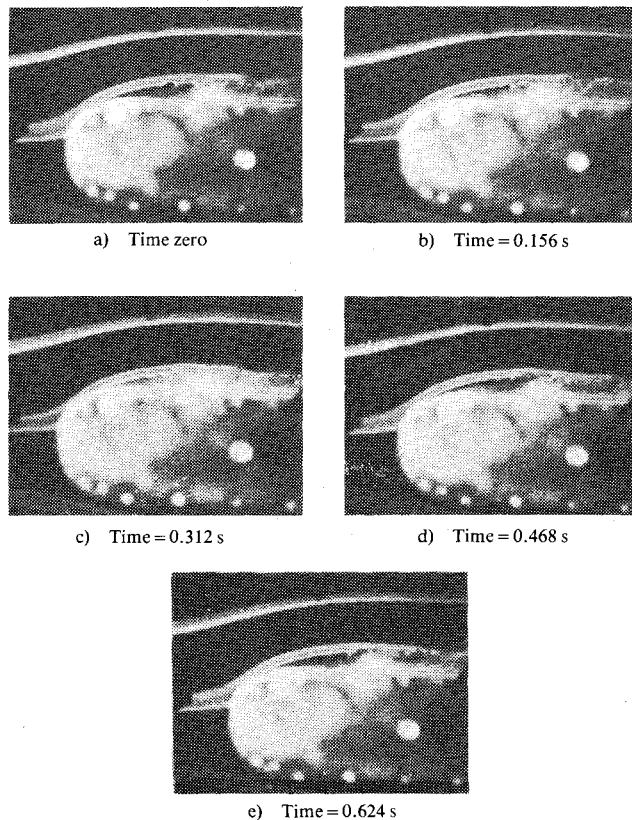 a) Time zero
b) Time = 0.156 s
c) Time = 0.312 s
d) Time = 0.468 s
e) Time = 0.624 s